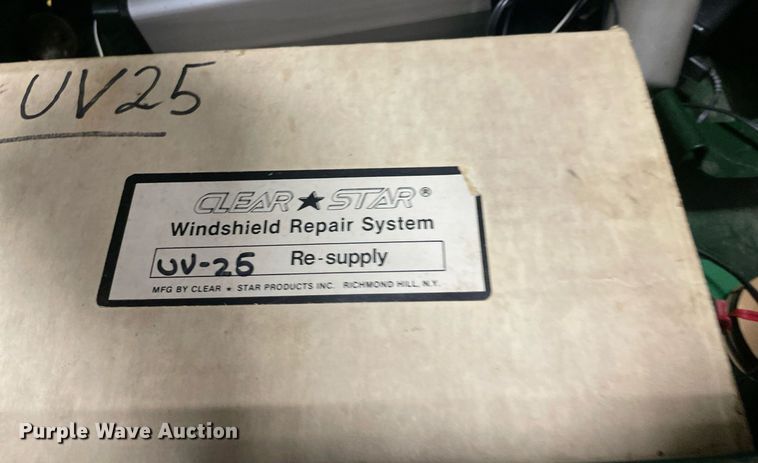 UV25
CLEAR ★ STAR®
Windshield Repair System
UV-25 Re-supply
MFG BY CLEAR ★ STAR PRODUCTS INC. RICHMOND HILL, N.Y.
Purple Wave Auction